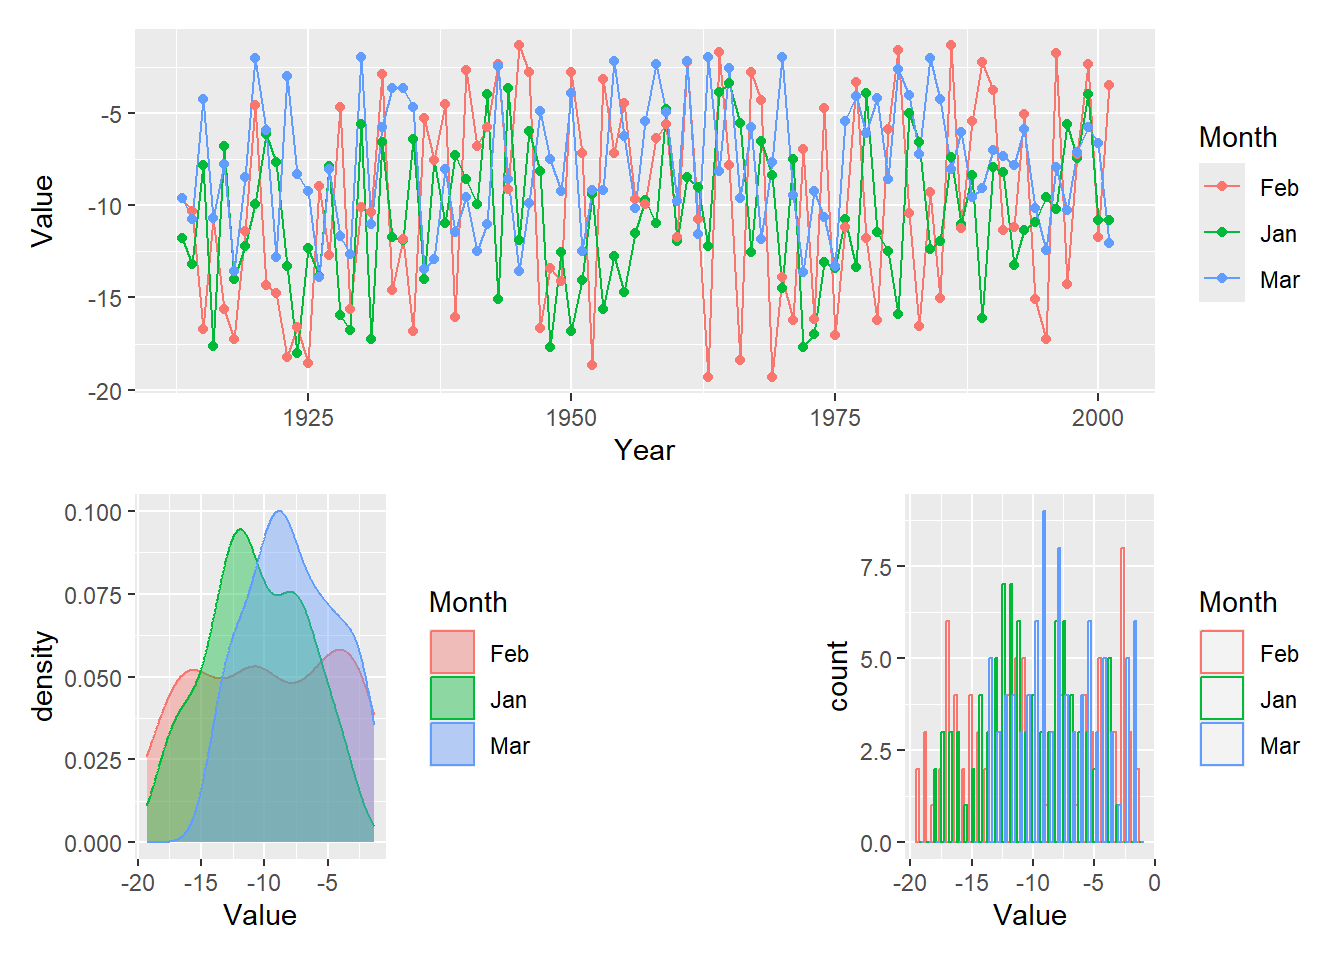 -5
-10
-15
-20
Value
1925 1950 1975 2000
Year
Month
Feb
Jan
Mar
0.100
0.075
0.050
0.025
0.000
density
-20 -15 -10 -5
Value
Month
Feb
Jan
Mar
7.5
5.0
2.5
0.0
count
-20 -15 -10 -5 0
Value
Month
Feb
Jan
Mar